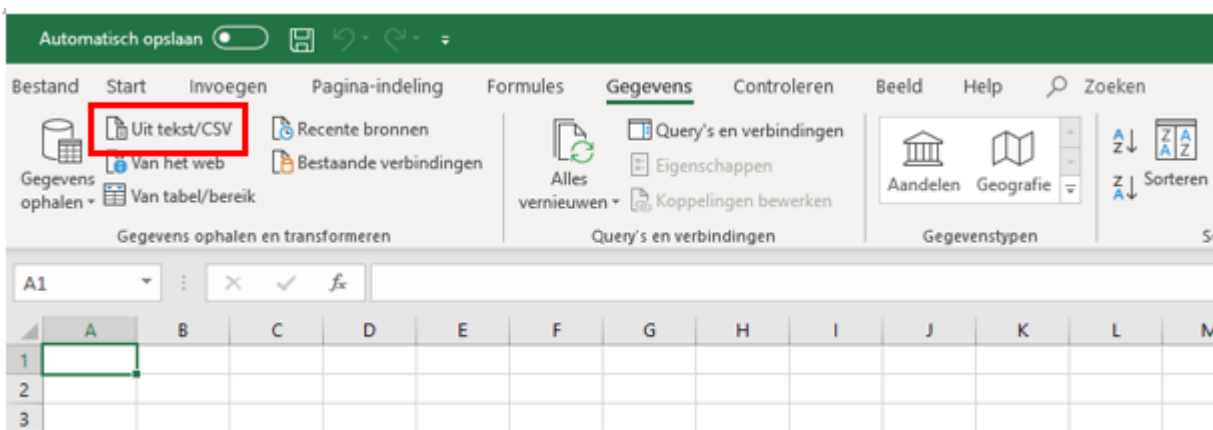 Automatisch opslaan
Bestand Start Invoegen Pagina-indeling Formules Gegevens Controleren Beeld Help Zoeken
Gegevens ophalen
Uit tekst/CSV
Van het web
Van tabel/bereik
Recente bronnen
Bestaande verbindingen
Gegevens ophalen en transformeren
Alles vernieuwen
Query's en verbindingen
Eigenschappen
Koppelingen bewerken
Query's en verbindingen
Aandelen Geografie
Gegevenstypen
Sorteren
A1 fx
A B C D E F G H I J K L M
1
2
3